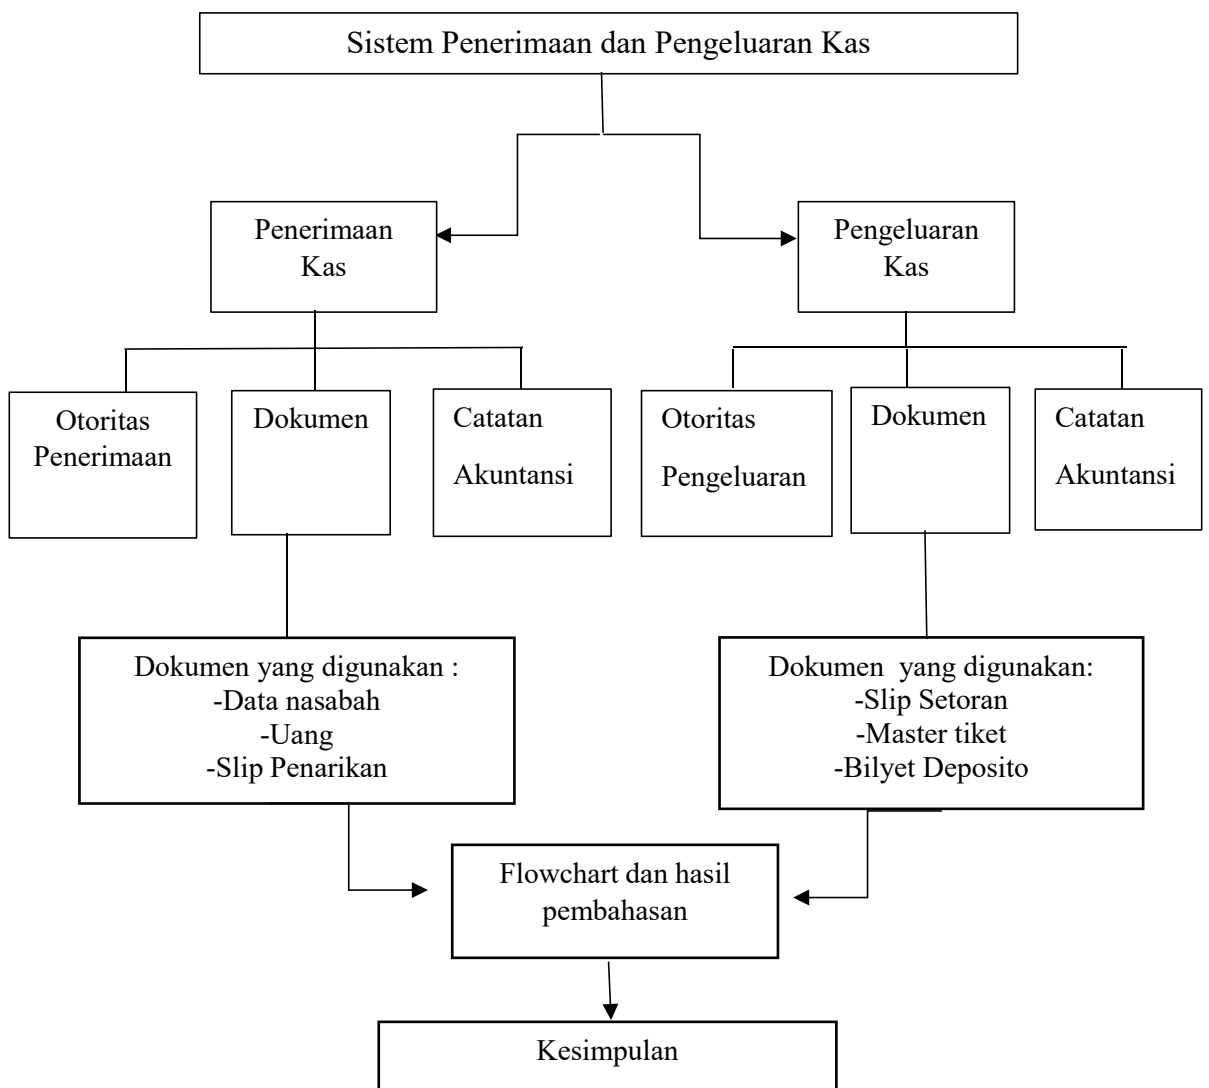 Sistem Penerimaan dan Pengeluaran Kas
Penerimaan
Kas
Pengeluaran
Kas
Otoritas
Penerimaan
Dokumen
Catatan
Akuntansi
Otoritas
Pengeluaran
Dokumen
Catatan
Akuntansi
Dokumen yang digunakan :
-Data nasabah
-Uang
-Slip Penarikan
Dokumen  yang digunakan:
-Slip Setoran
-Master tiket
-Bilyet Deposito
Flowchart dan hasil
pembahasan
Kesimpulan